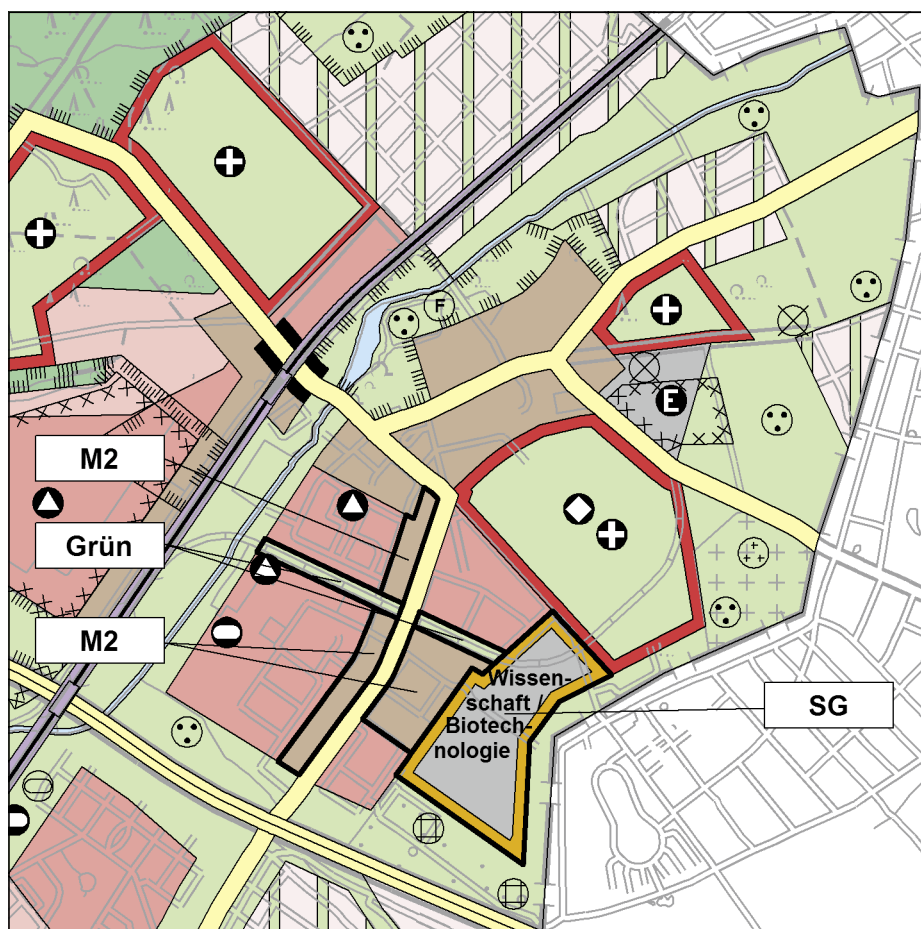 F
E
M2
Grün
M2
Wissen-
schaft /
Biotech-
nologie
SG